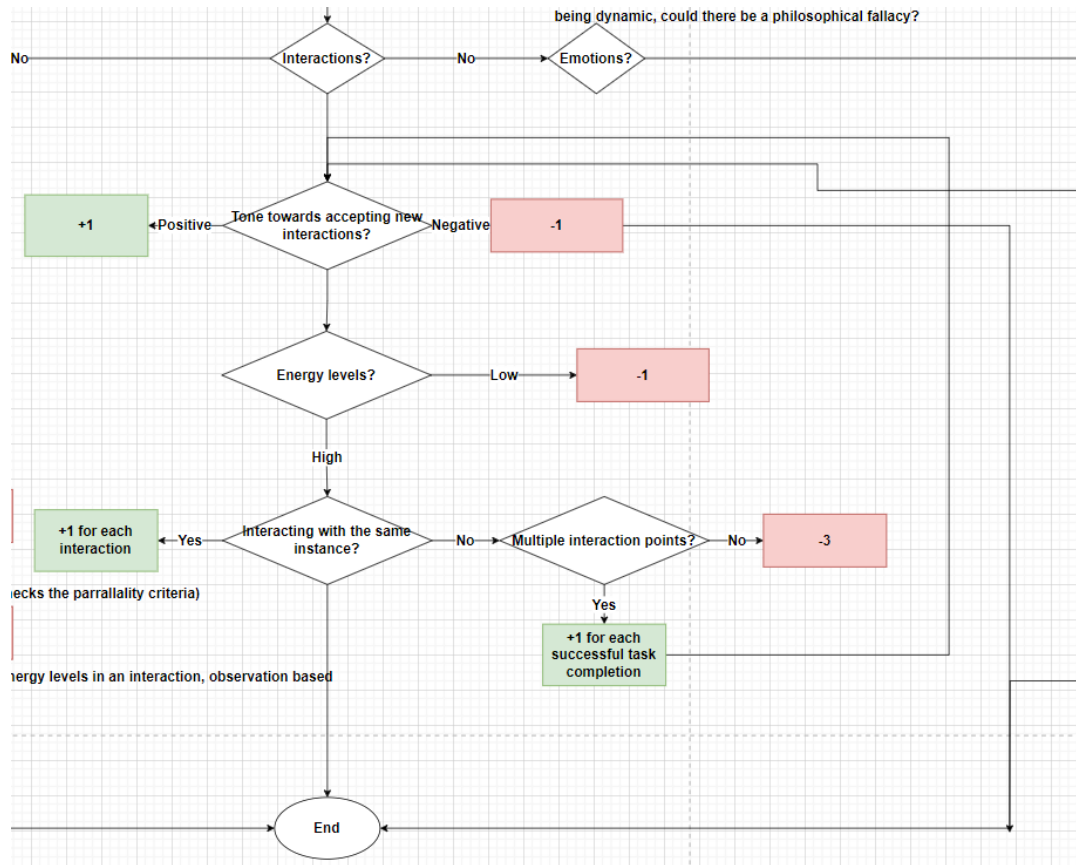 being dynamic, could there be a philosophical fallacy?
No
Interactions?
No
Emotions?
+1
Positive
Tone towards accepting new
interactions?
Negative
-1
Energy levels?
Low
-1
High
+1 for each
interaction
Yes
Interacting with the same
instance?
No
Multiple interaction points?
No
-3
Yes
ecks the parrallality criteria)
+1 for each
successful task
completion
nergy levels in an interaction, observation based
End